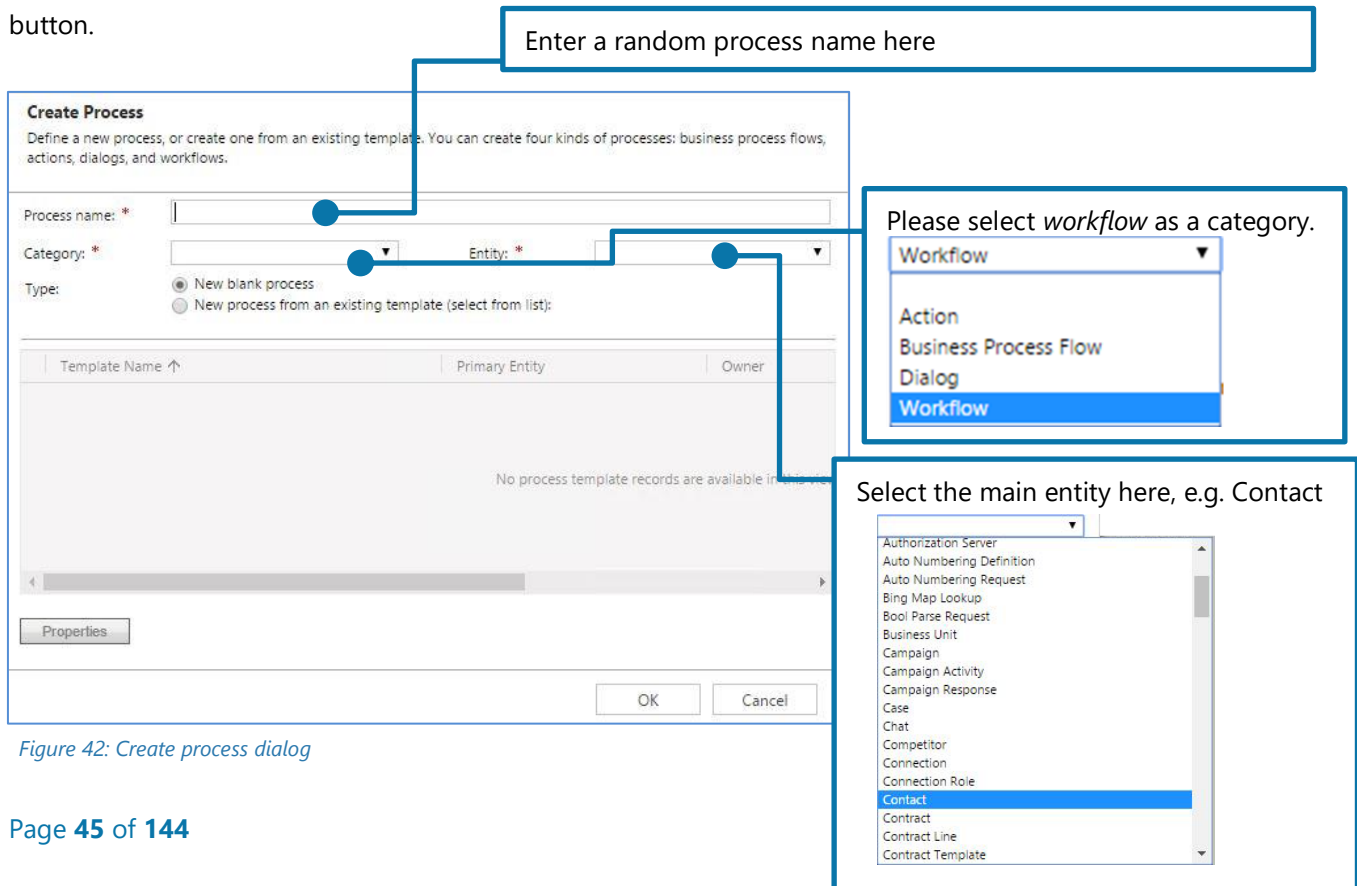 button.
Enter a random process name here
Create Process
Define a new process, or create one from an existing template. You can create four kinds of processes: business process flows,
actions, dialogs, and workflows.
Process name: *
Category: *
Entity: *
Type:
New blank process
New process from an existing template (select from list):
Template Name ↑
Primary Entity
Owner
No process template records are available in this
Properties
OK
Cancel
Please select workflow as a category.
Workflow
Action
Business Process Flow
Dialog
Workflow
Select the main entity here, e.g. Contact
Authorization Server
Auto Numbering Definition
Auto Numbering Request
Bing Map Lookup
Bool Parse Request
Business Unit
Campaign
Campaign Activity
Campaign Response
Case
Chat
Competitor
Connection
Connection Role
Contact
Contract
Contract Line
Contract Template
Figure 42: Create process dialog
Page 45 of 144